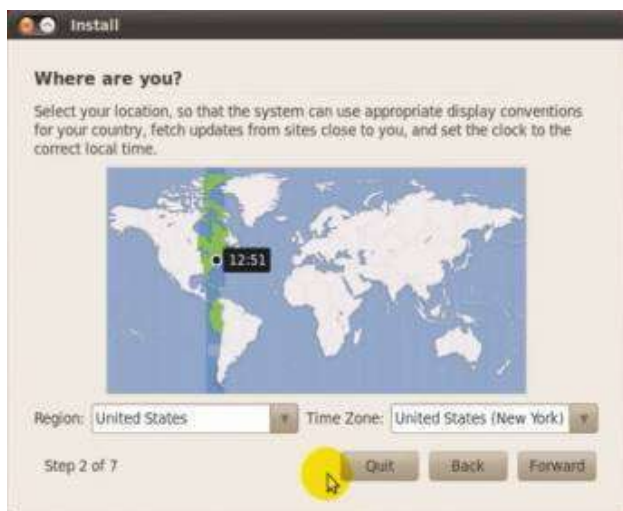 Install
Where are you?
Select your location, so that the system can use appropriate display conventions
for your country, fetch updates from sites close to you, and set the clock to the
correct local time.
12:51
Region: United States Time Zone: United States (New York)
Step 2 of 7 Quit Back Forward